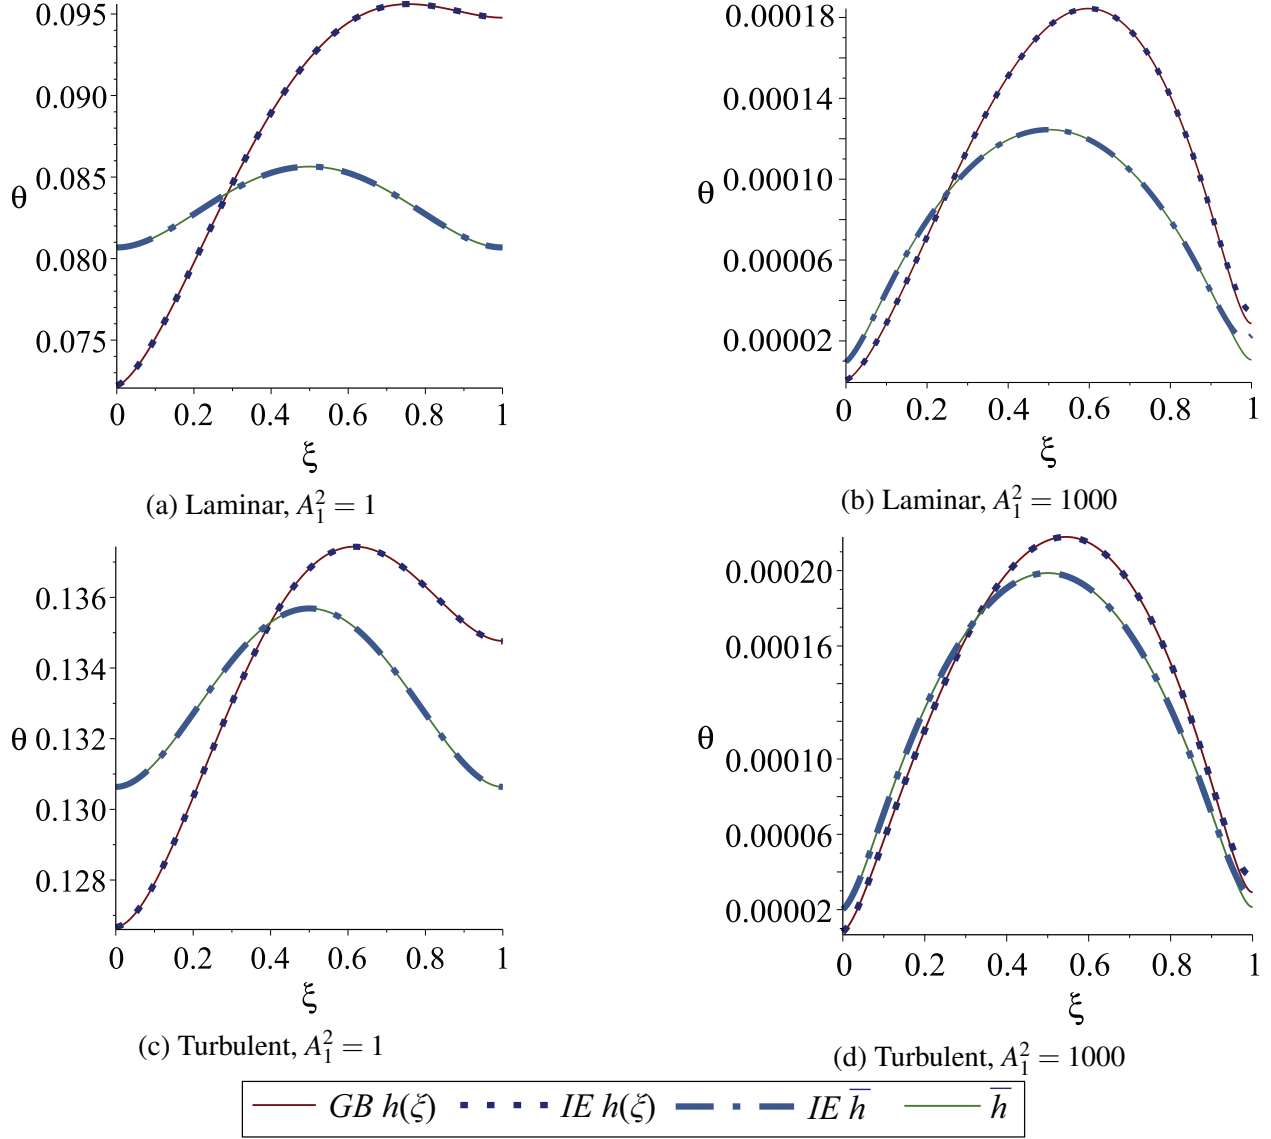 0.095
0.090
0.085
0.080
0.075
θ
0 0.2 0.4 0.6 0.8 1
ξ
(a) Laminar, A₁² = 1
0.00018
0.00014
0.00010
0.00006
0.00002
θ
0 0.2 0.4 0.6 0.8 1
ξ
(b) Laminar, A₁² = 1000
0.136
0.134
0.132
0.130
0.128
θ
0 0.2 0.4 0.6 0.8 1
ξ
(c) Turbulent, A₁² = 1
0.00020
0.00016
0.00010
0.00006
0.00002
θ
0 0.2 0.4 0.6 0.8 1
ξ
(d) Turbulent, A₁² = 1000
GB h(ξ) IE h(ξ) IE h̅ h̅